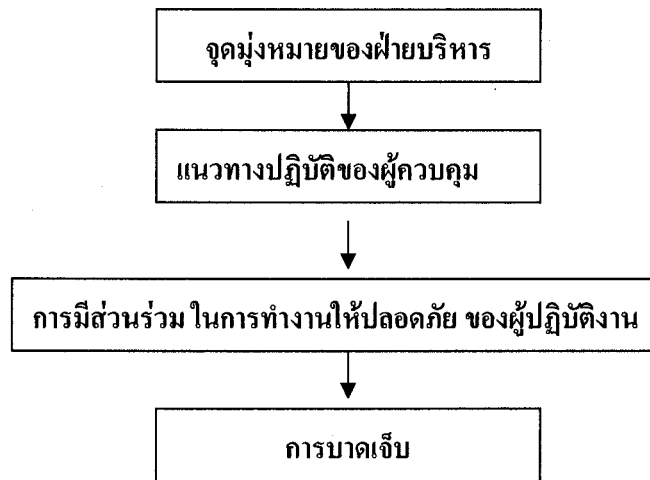 จุดมุ่งหมายของฝ่ายบริหาร
แนวทางปฏิบัติของผู้ควบคุม
การมีส่วนร่วม ในการทำงานให้ปลอดภัย ของผู้ปฏิบัติงาน
การบาดเจ็บ